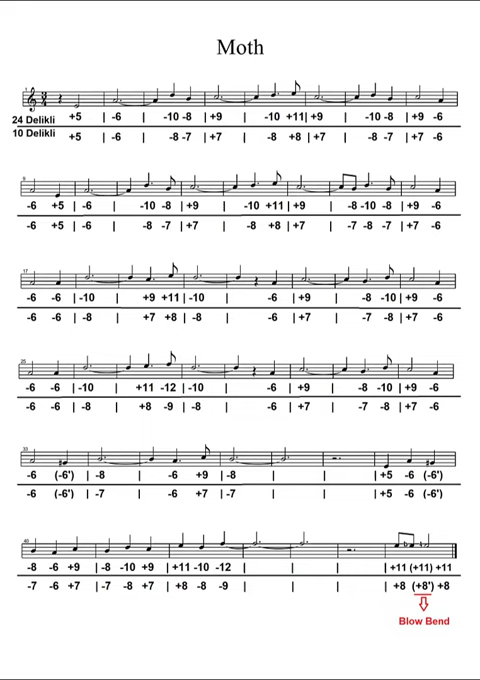 Moth
1
24 Delikli +5 | -6 | -10 -8 | +9 | -10 +11 | +9 | -10 -8 | +9 -6
10 Delikli +5 | -6 | -8 -7 | +7 | -8 +8 | +7 | -8 -7 | +7 -6
9
-6 +5 | -6 | -10 -8 | +9 | -10 +11 | +9 | -8 -10 -8 | +9 -6
-6 +5 | -6 | -8 -7 | +7 | -8 +8 | +7 | -7 -8 -7 | +7 -6
17
-6 -6 | -10 | +9 +11 | -10 | -6 | +9 | -8 -10 | +9 -6
-6 -6 | -8 | +7 +8 | -8 | -6 | +7 | -7 -8 | +7 -6
25
-6 -6 | -10 | +11 -12 | -10 | -6 | +9 | -8 -10 | +9 -6
-6 -6 | -8 | +8 -9 | -8 | -6 | +7 | -7 -8 | +7 -6
33
-6 (-6') | -8 | -6 +9 | -8 | | | +5 -6 (-6')
-6 (-6') | -7 | -6 +7 | -7 | | | +5 -6 (-6')
40
-8 -6 +9 | -8 -10 +9 | +11 -10 -12 | | | | +11 (+11) +11
-7 -6 +7 | -7 -8 +7 | +8 -8 -9 | | | | +8 (+8') +8
Blow Bend